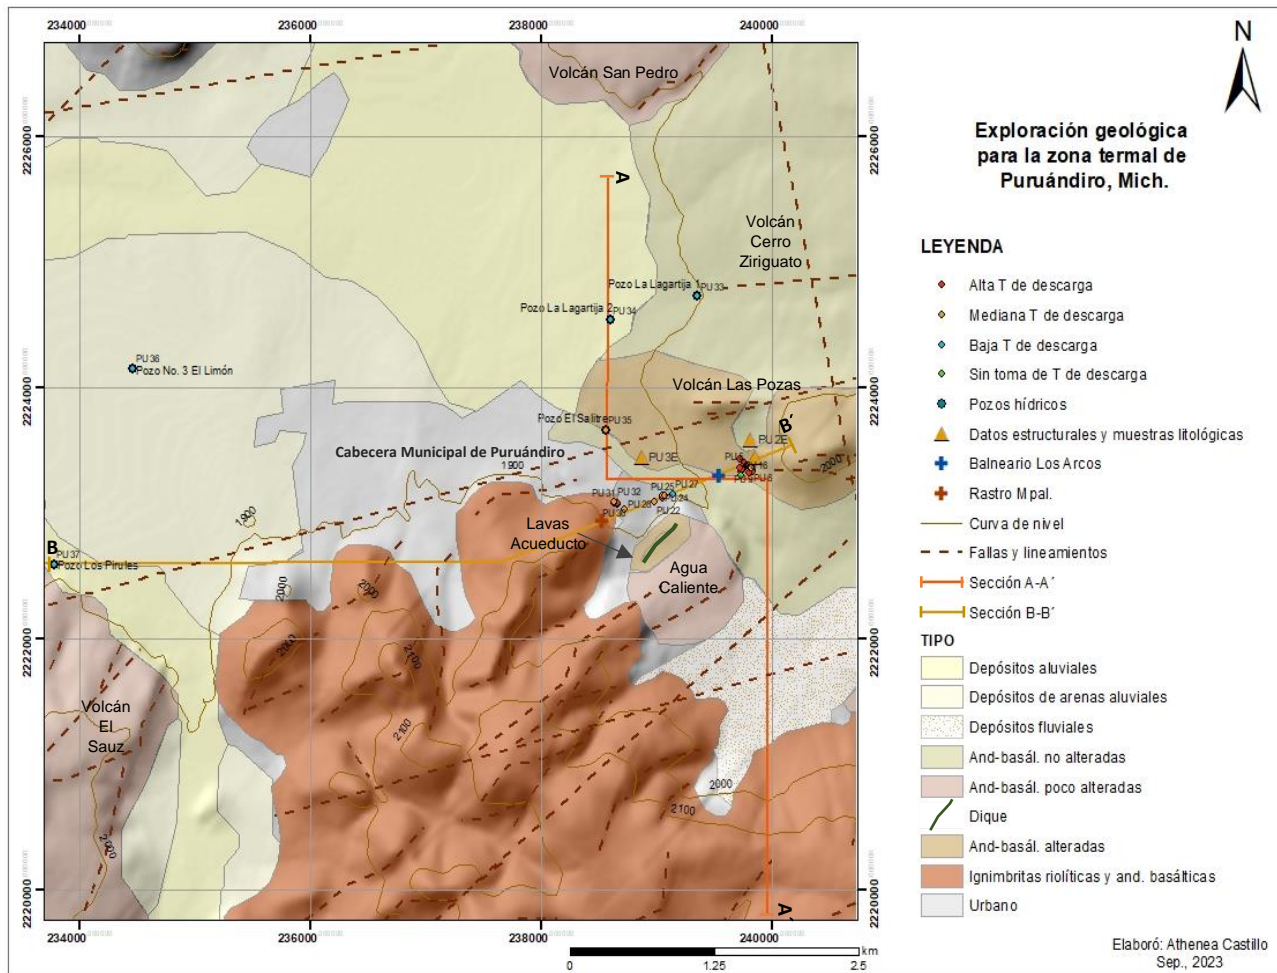 234000
236000
238000
240000
N
Volcán San Pedro
2226000
2226000
Exploración geológica
para la zona termal de
Puruándiro, Mich.
A
Volcán
Cerro
Ziriguato
LEYENDA
Pozo La Lagartija 1
PU33
Pozo La Lagartija 2
PU34
Alta T de descarga
Mediana T de descarga
Baja T de descarga
Sin toma de T de descarga
Pozos hídricos
Datos estructurales y muestras litológicas
Balneario Los Arcos
Rastro Mpal.
Curva de nivel
Fallas y lineamientos
Sección A-A´
Sección B-B´
PU36
Pozo No. 3 El Limón
2224000
2224000
Volcán Las Pozas
Pozo El Salitre
PU35
B´
PU2E
Cabecera Municipal de Puruándiro
PU3E
2000
1900
PU31
PU32
PU25
PU27
PU22
1900
Lavas
Acueducto
B
PU37
Pozo Los Pirules
Agua
Caliente
2000
2000
2222000
2222000
2000
2100
TIPO
Depósitos aluviales
Depósitos de arenas aluviales
Depósitos fluviales
And-basál. no alteradas
And-basál. poco alteradas
Dique
And-basál. alteradas
Ignimbritas riolíticas y and. basálticas
Urbano
Volcán
El
Sauz
2100
2000
2100
2000
2220000
2220000
A´
234000
236000
238000
240000
km
0
1.25
2.5
Elaboró: Athenea Castillo
Sep., 2023